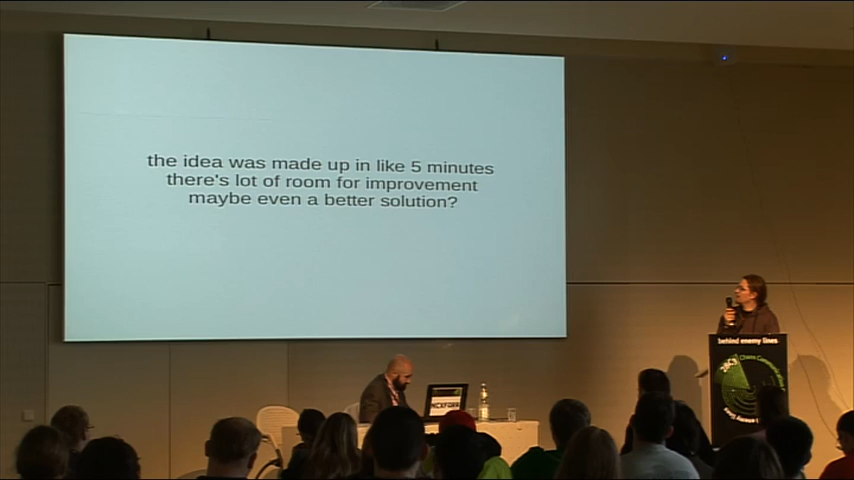 the idea was made up in like 5 minutes
there's lot of room for improvement
maybe even a better solution?
behind enemy lines